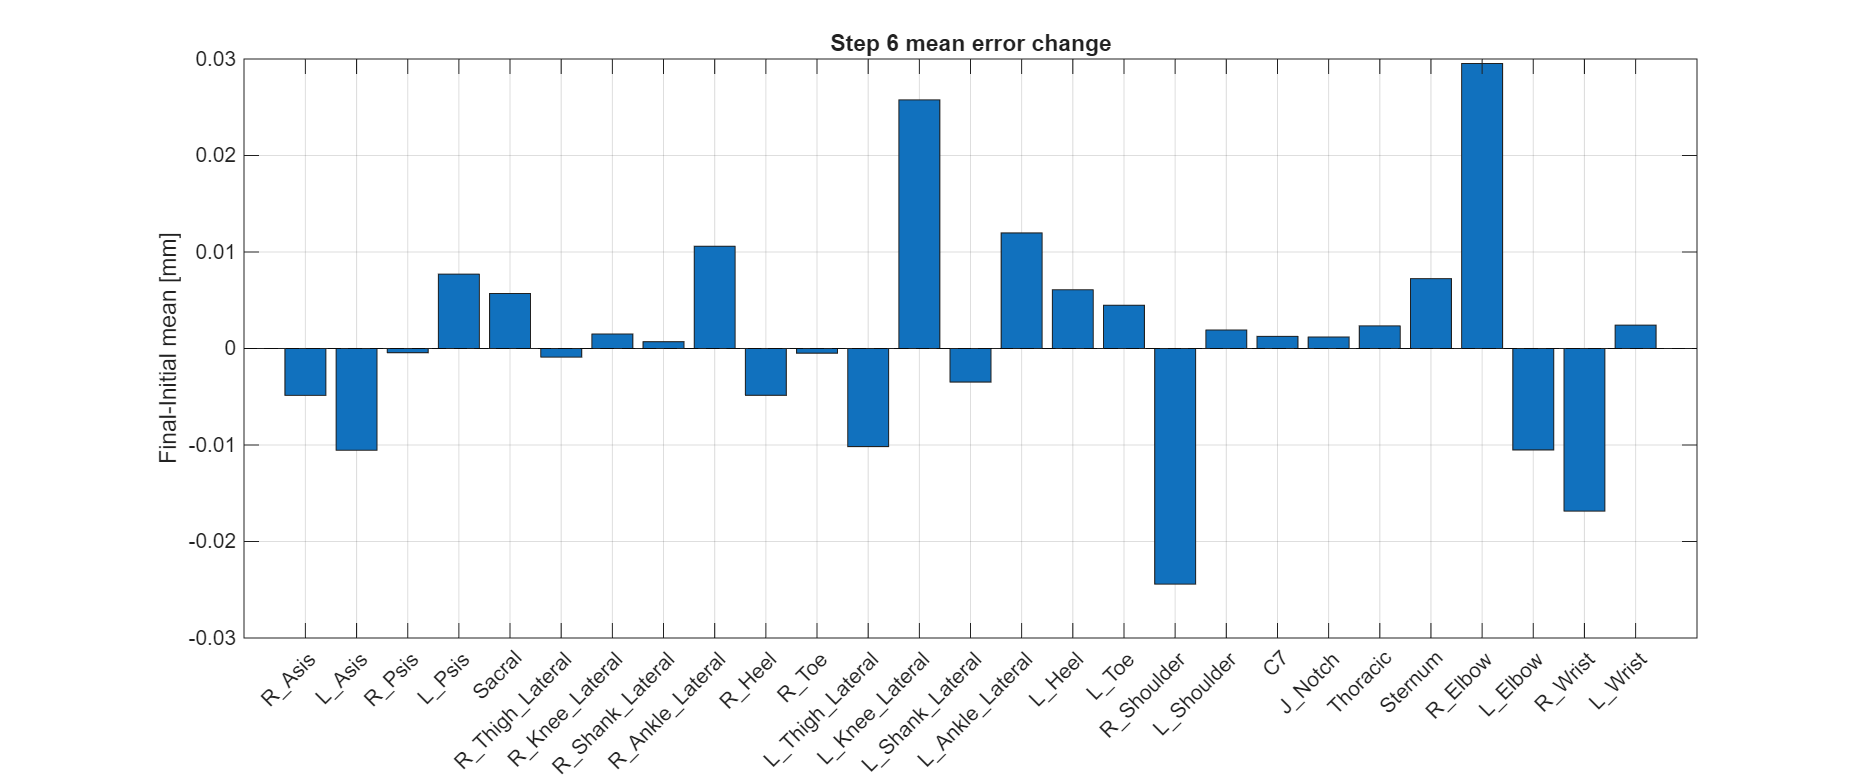 Step 6 mean error change
0.03
0.02
0.01
0
-0.01
-0.02
-0.03
Final-Initial mean [mm]
R_Asis
L_Asis
R_Psis
L_Psis
Sacral
R_Thigh_Lateral
R_Knee_Lateral
R_Shank_Lateral
R_Ankle_Lateral
R_Heel
R_Toe
L_Thigh_Lateral
L_Knee_Lateral
L_Shank_Lateral
L_Ankle_Lateral
L_Heel
L_Toe
R_Shoulder
L_Shoulder
C7
J_Notch
Thoracic
Sternum
R_Elbow
L_Elbow
R_Wrist
L_Wrist